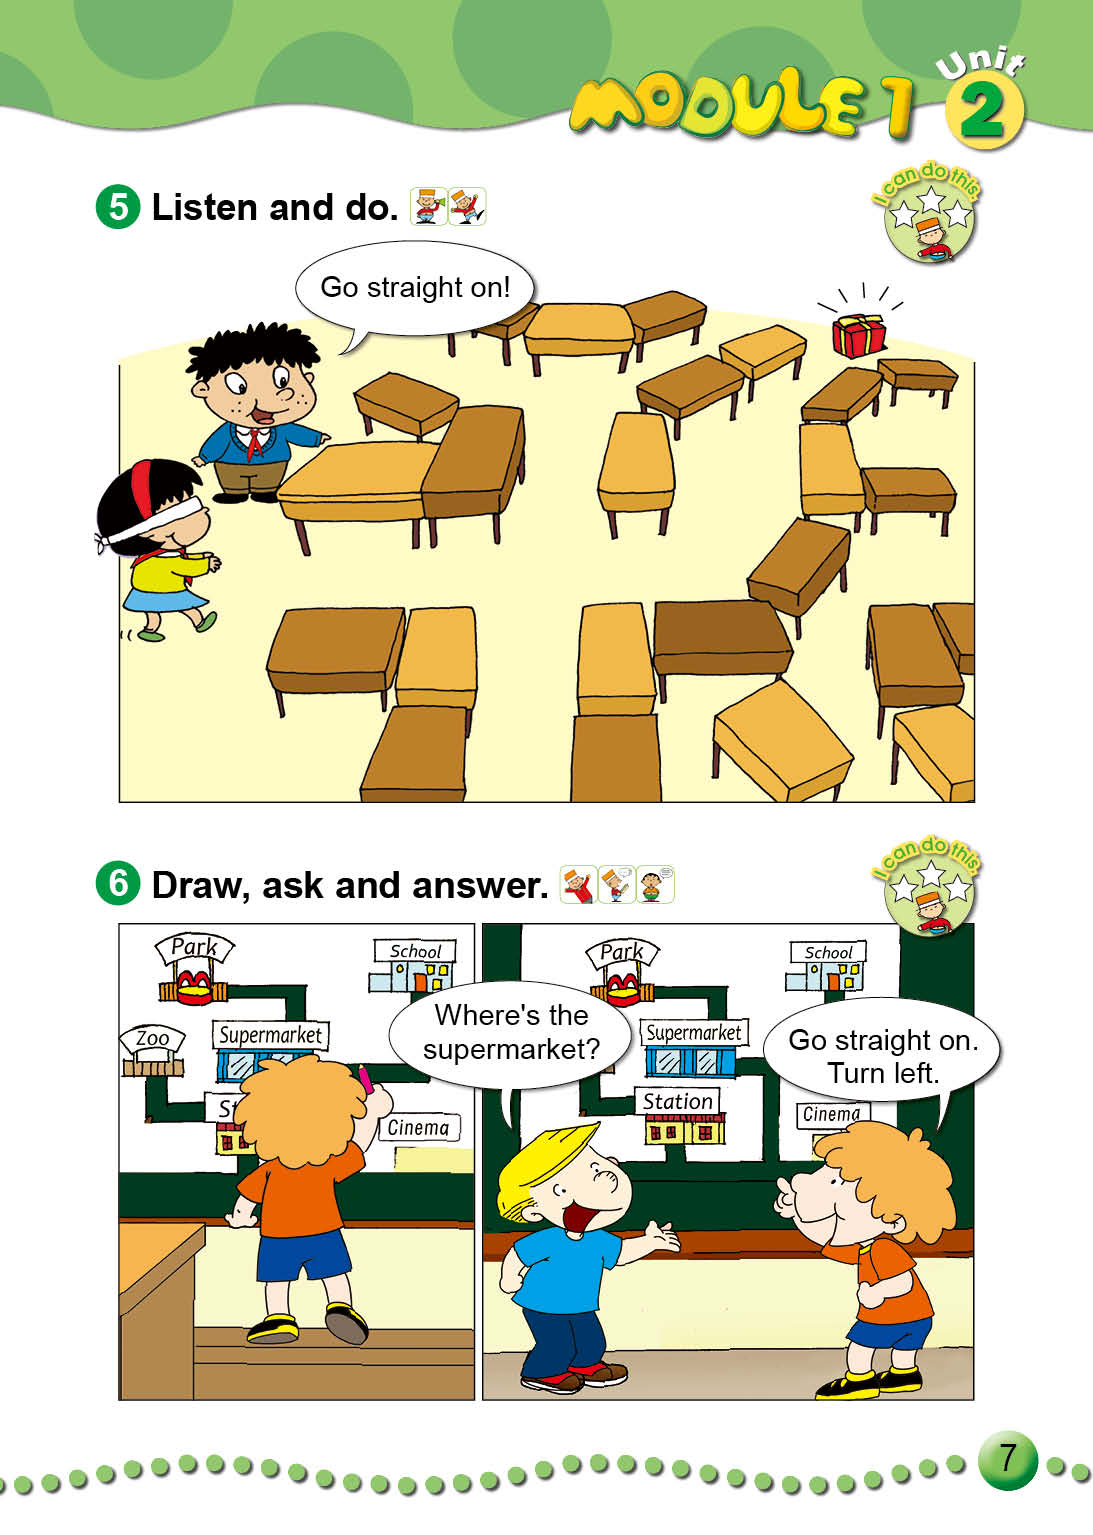 MODULE 1 Unit 2
I can do this.
5 Listen and do.
Go straight on!
6 Draw, ask and answer.
I can do this.
Park
School
Zoo
Supermarket
St
Cinema
Where's the
supermarket?
Park
School
Supermarket
Station
Cinema
Go straight on.
Turn left.
7